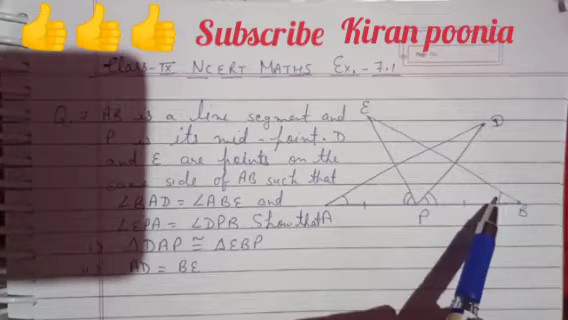 Subscribe Kiran poonia
Class-IX NCERT MATHS Ex.-7.1
Q. = AB is a line segment and
P is its mid-point. D
and E are points on the
same side of AB such that
∠BAD = ∠ABE and
∠EPA = ∠DPB Show that
i) ΔDAP ≅ ΔEBP
ii) AD = BE
E
D
A
P
B